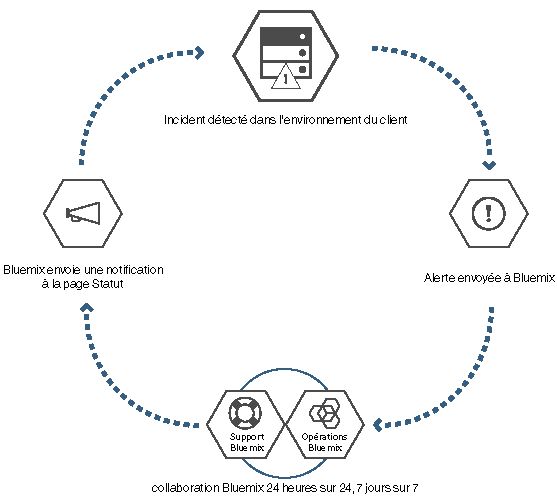 Incident détecté dans l'environnement du client
Bluemix envoie une notification
à la page Statut
Alerte envoyée à Bluemix
Support
Bluemix
Opérations
Bluemix
collaboration Bluemix 24 heures sur 24, 7 jours sur 7